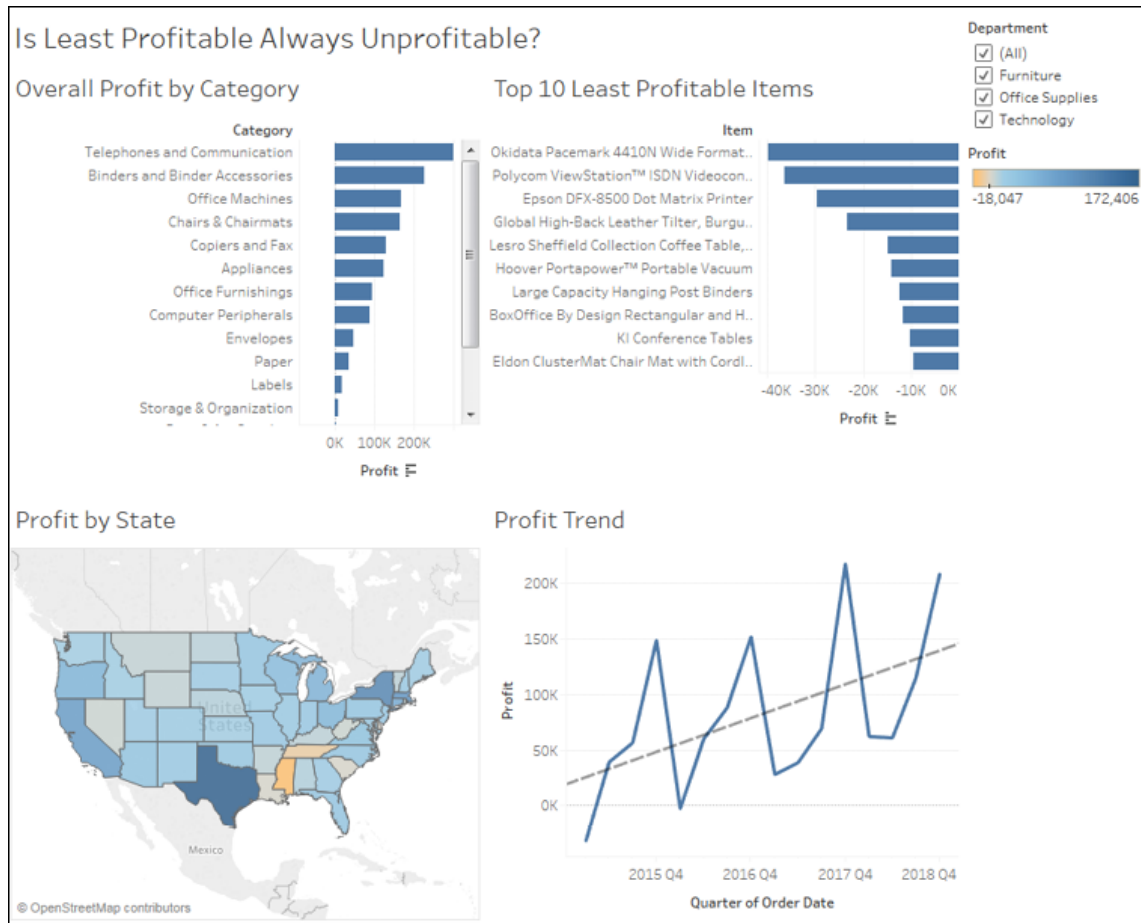 Is Least Profitable Always Unprofitable?
Department
(All)
Furniture
Office Supplies
Technology
Profit
-18,047 172,406
Overall Profit by Category
Category
Telephones and Communication
Binders and Binder Accessories
Office Machines
Chairs & Chairmats
Copiers and Fax
Appliances
Office Furnishings
Computer Peripherals
Envelopes
Paper
Labels
Storage & Organization
0K 100K 200K
Profit
Top 10 Least Profitable Items
Item
Okidata Pacemark 4410N Wide Format..
Polycom ViewStation™ ISDN Videocon..
Epson DFX-8500 Dot Matrix Printer
Global High-Back Leather Tilter, Burgu..
Lesro Sheffield Collection Coffee Table,..
Hoover Portapower™ Portable Vacuum
Large Capacity Hanging Post Binders
BoxOffice By Design Rectangular and H..
KI Conference Tables
Eldon ClusterMat Chair Mat with Cordl..
-40K -30K -20K -10K 0K
Profit
Profit by State
United
States
Mexico
© OpenStreetMap contributors
Profit Trend
200K
150K
100K
50K
0K
Profit
2015 Q4 2016 Q4 2017 Q4 2018 Q4
Quarter of Order Date